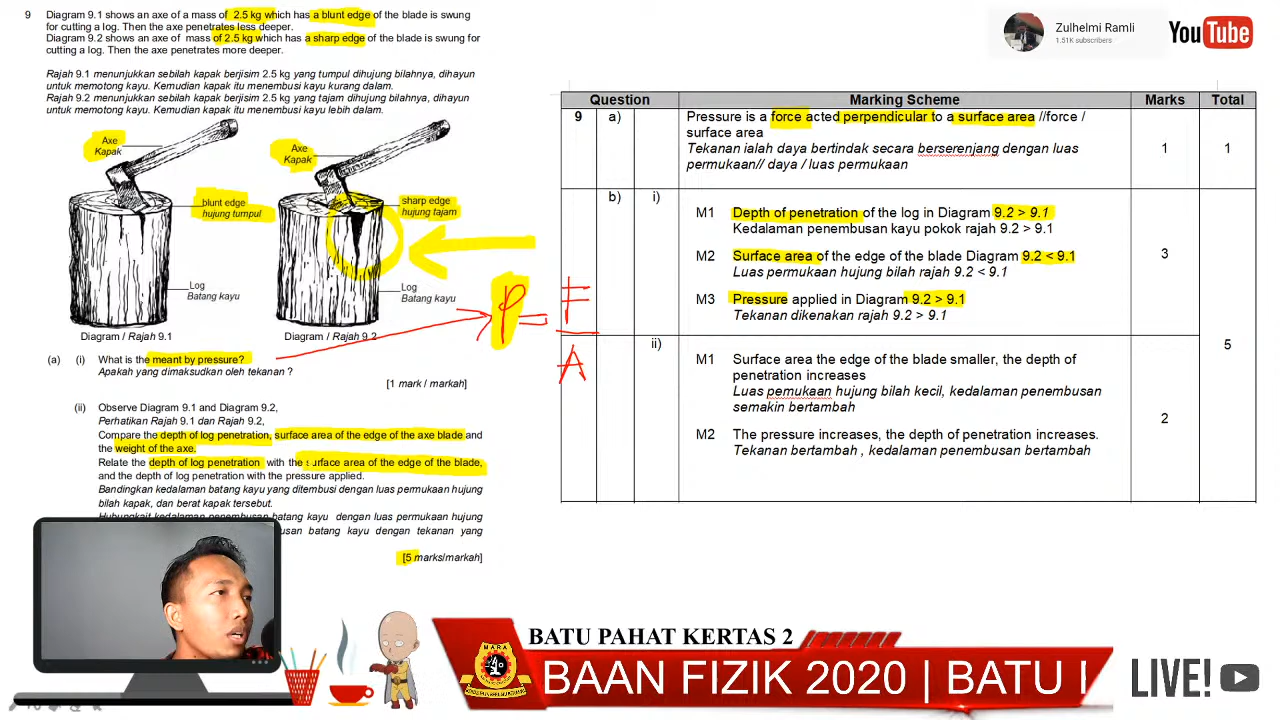 9 Diagram 9.1 shows an axe of a mass of 2.5 kg which has a blunt edge of the blade is swung
for cutting a log. Then the axe penetrates less deeper.
Diagram 9.2 shows an axe of mass of 2.5 kg which has a sharp edge of the blade is swung for
cutting a log. Then the axe penetrates more deeper.
Rajah 9.1 menunjukkan sebilah kapak berjisim 2.5 kg yang tumpul dihujung bilahnya, dihayun
untuk memotong kayu. Kemudian kapak itu menembusi kayu kurang dalam.
Rajah 9.2 menunjukkan sebilah kapak berjisim 2.5 kg yang tajam dihujung bilahnya, dihayun
untuk memotong kayu. Kemudian kapak itu menembusi kayu lebih dalam.
Axe
Kapak
blunt edge
hujung tumpul
Log
Batang kayu
Diagram / Rajah 9.1
Axe
Kapak
sharp edge
hujung tajam
Log
Batang kayu
Diagram / Rajah 9.2
P = F
A
(a) (i) What is the meant by pressure?
Apakah yang dimaksudkan oleh tekanan ?
[1 mark / markah]
(ii) Observe Diagram 9.1 and Diagram 9.2,
Perhatikan Rajah 9.1 dan Rajah 9.2,
Compare the depth of log penetration, surface area of the edge of the axe blade and
the weight of the axe.
Relate the depth of log penetration with the surface area of the edge of the blade,
and the depth of log penetration with the pressure applied.
Bandingkan kedalaman batang kayu yang ditembusi dengan luas permukaan hujung
bilah kapak, dan berat kapak tersebut.
Hubungkait kedalaman penembusan batang kayu dengan luas permukaan hujung
batang kayu dengan tekanan yang
[5 marks/markah]
Zulhelmi Ramli
1.51K subscribers
YouTube
Question Marking Scheme Marks Total
9 a) Pressure is a force acted perpendicular to a surface area //force /
surface area
Tekanan ialah daya bertindak secara berserenjang dengan luas
permukaan// daya / luas permukaan
1 1
b) i)
M1 Depth of penetration of the log in Diagram 9.2 > 9.1
Kedalaman penembusan kayu pokok rajah 9.2 > 9.1
M2 Surface area of the edge of the blade Diagram 9.2 < 9.1
Luas permukaan hujung bilah rajah 9.2 < 9.1
M3 Pressure applied in Diagram 9.2 > 9.1
Tekanan dikenakan rajah 9.2 > 9.1
3
ii)
M1 Surface area the edge of the blade smaller, the depth of
penetration increases
Luas pemukaan hujung bilah kecil, kedalaman penembusan
semakin bertambah
M2 The pressure increases, the depth of penetration increases.
Tekanan bertambah , kedalaman penembusan bertambah
2
5
BATU PAHAT KERTAS 2
MARA
BAAN FIZIK 2020 | BATU
LIVE!